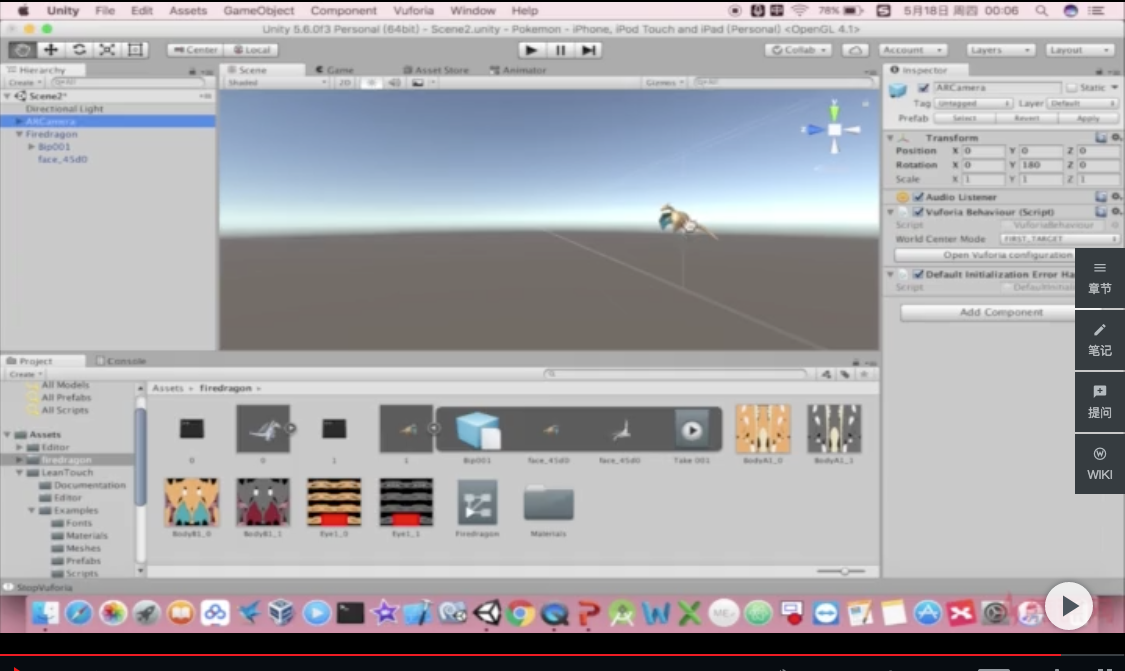 Unity File Edit Assets GameObject Component Vuforia Window Help 78% 5月18日 周四 00:06
Unity 5.6.0f3 Personal (64bit) - Scene2.unity - Pokemon - iPhone, iPod Touch and iPad (Personal) <OpenGL 4.1>
Center Local Collab Account Layers Layout
Hierarchy Scene Game Asset Store Animator Inspector
Create Shaded 2D Gizmos
ARCamera Static
Scene2*
Tag Untagged Layer Default
Directional Light
Prefab Select Revert Apply
ARCamera
Firedragon
Transform
Bip001
Position X 0 Y 0 Z 0
face_45d0
Rotation X 0 Y 180 Z 0
Scale X 1 Y 1 Z 1
Audio Listener
Vuforia Behaviour (Script)
Script VuforiaBehaviour
World Center Mode FIRST_TARGET
Open Vuforia configuration
Default Initialization Error Ha
Script
Add Component
章节
笔记
提问
WIKI
Project Console
Create
All Models
All Prefabs
All Scripts
Assets
Editor
firedragon
LeanTouch
Documentation
Editor
Examples
Fonts
Materials
Meshes
Prefabs
Scripts
Assets firedragon
0 0 1 1 Bip001 face_45d0 face_45d0 Take 001 BodyA1_0 BodyA1_1
BodyB1_0 BodyB1_1 Eye1_0 Eye1_1 Firedragon Materials
StopVuforia